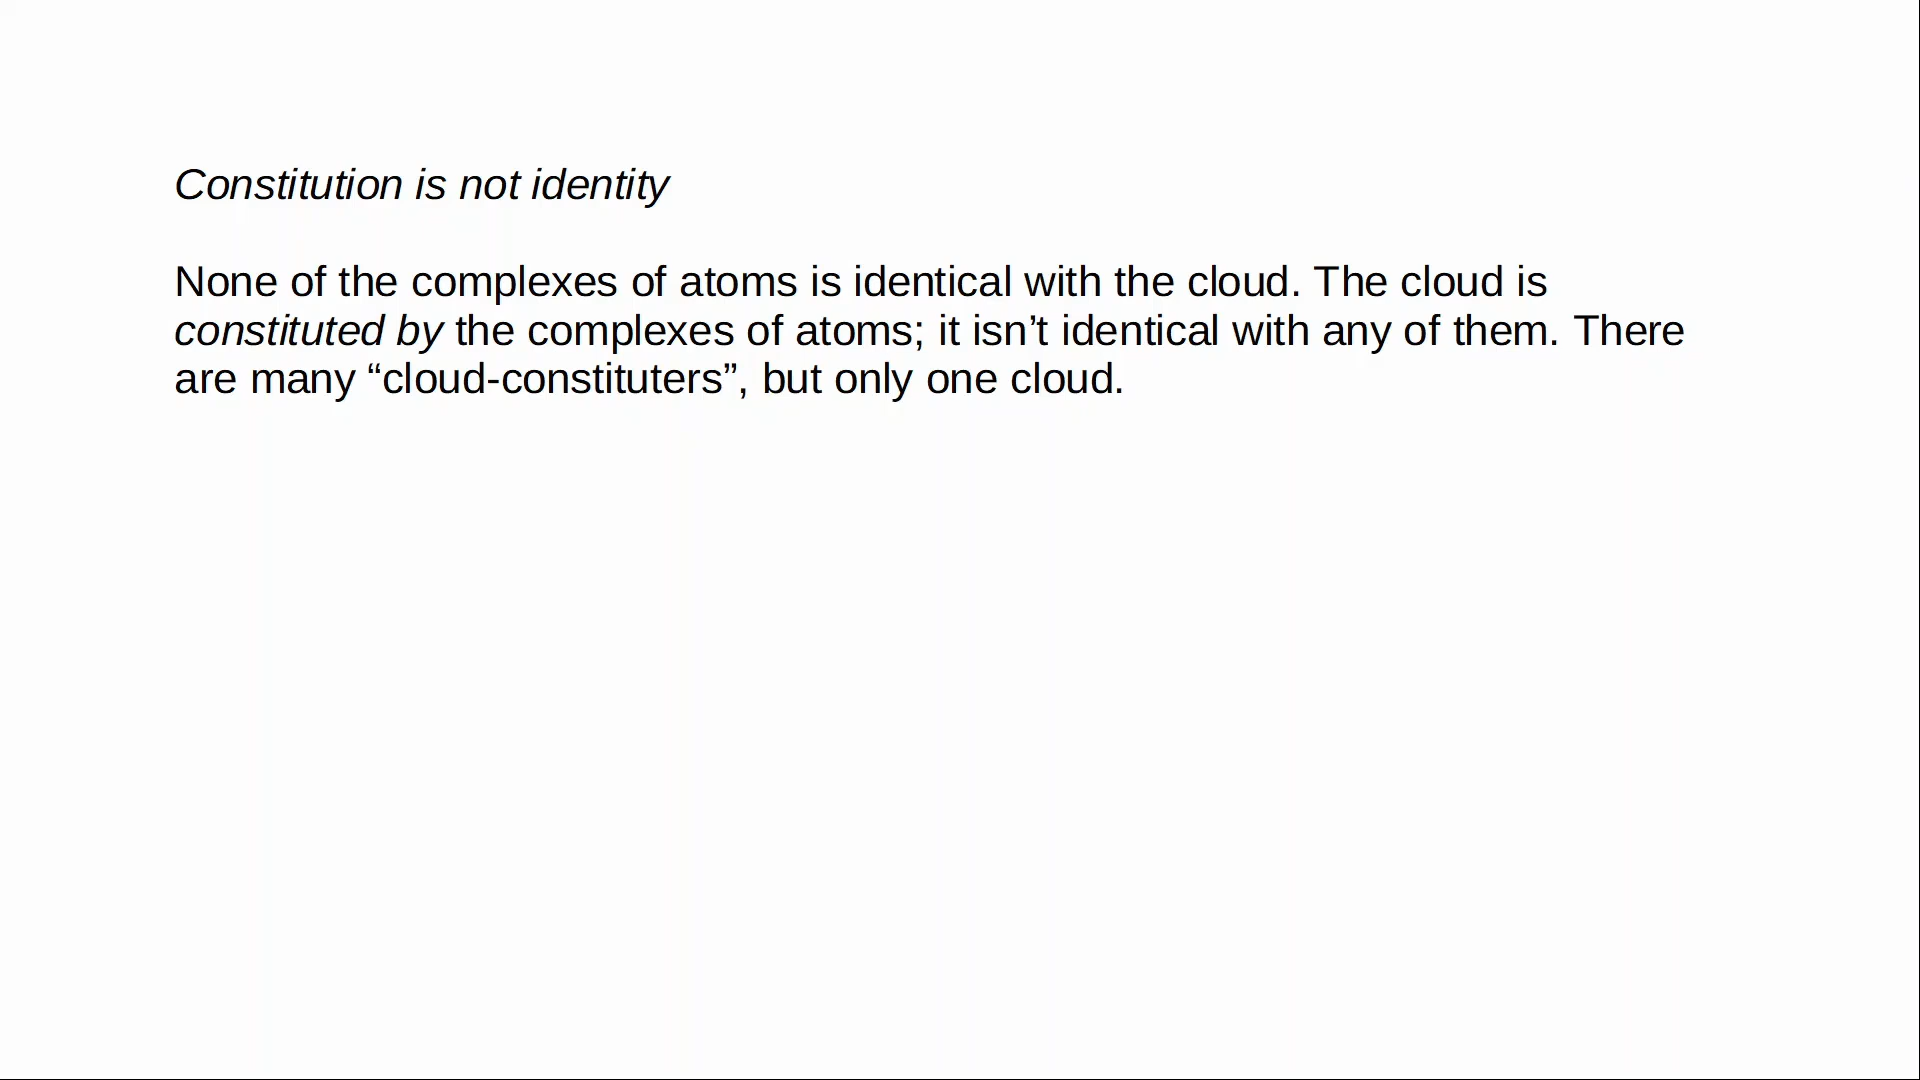 Constitution is not identity
None of the complexes of atoms is identical with the cloud. The cloud is
constituted by the complexes of atoms; it isn’t identical with any of them. There
are many “cloud-constituters”, but only one cloud.